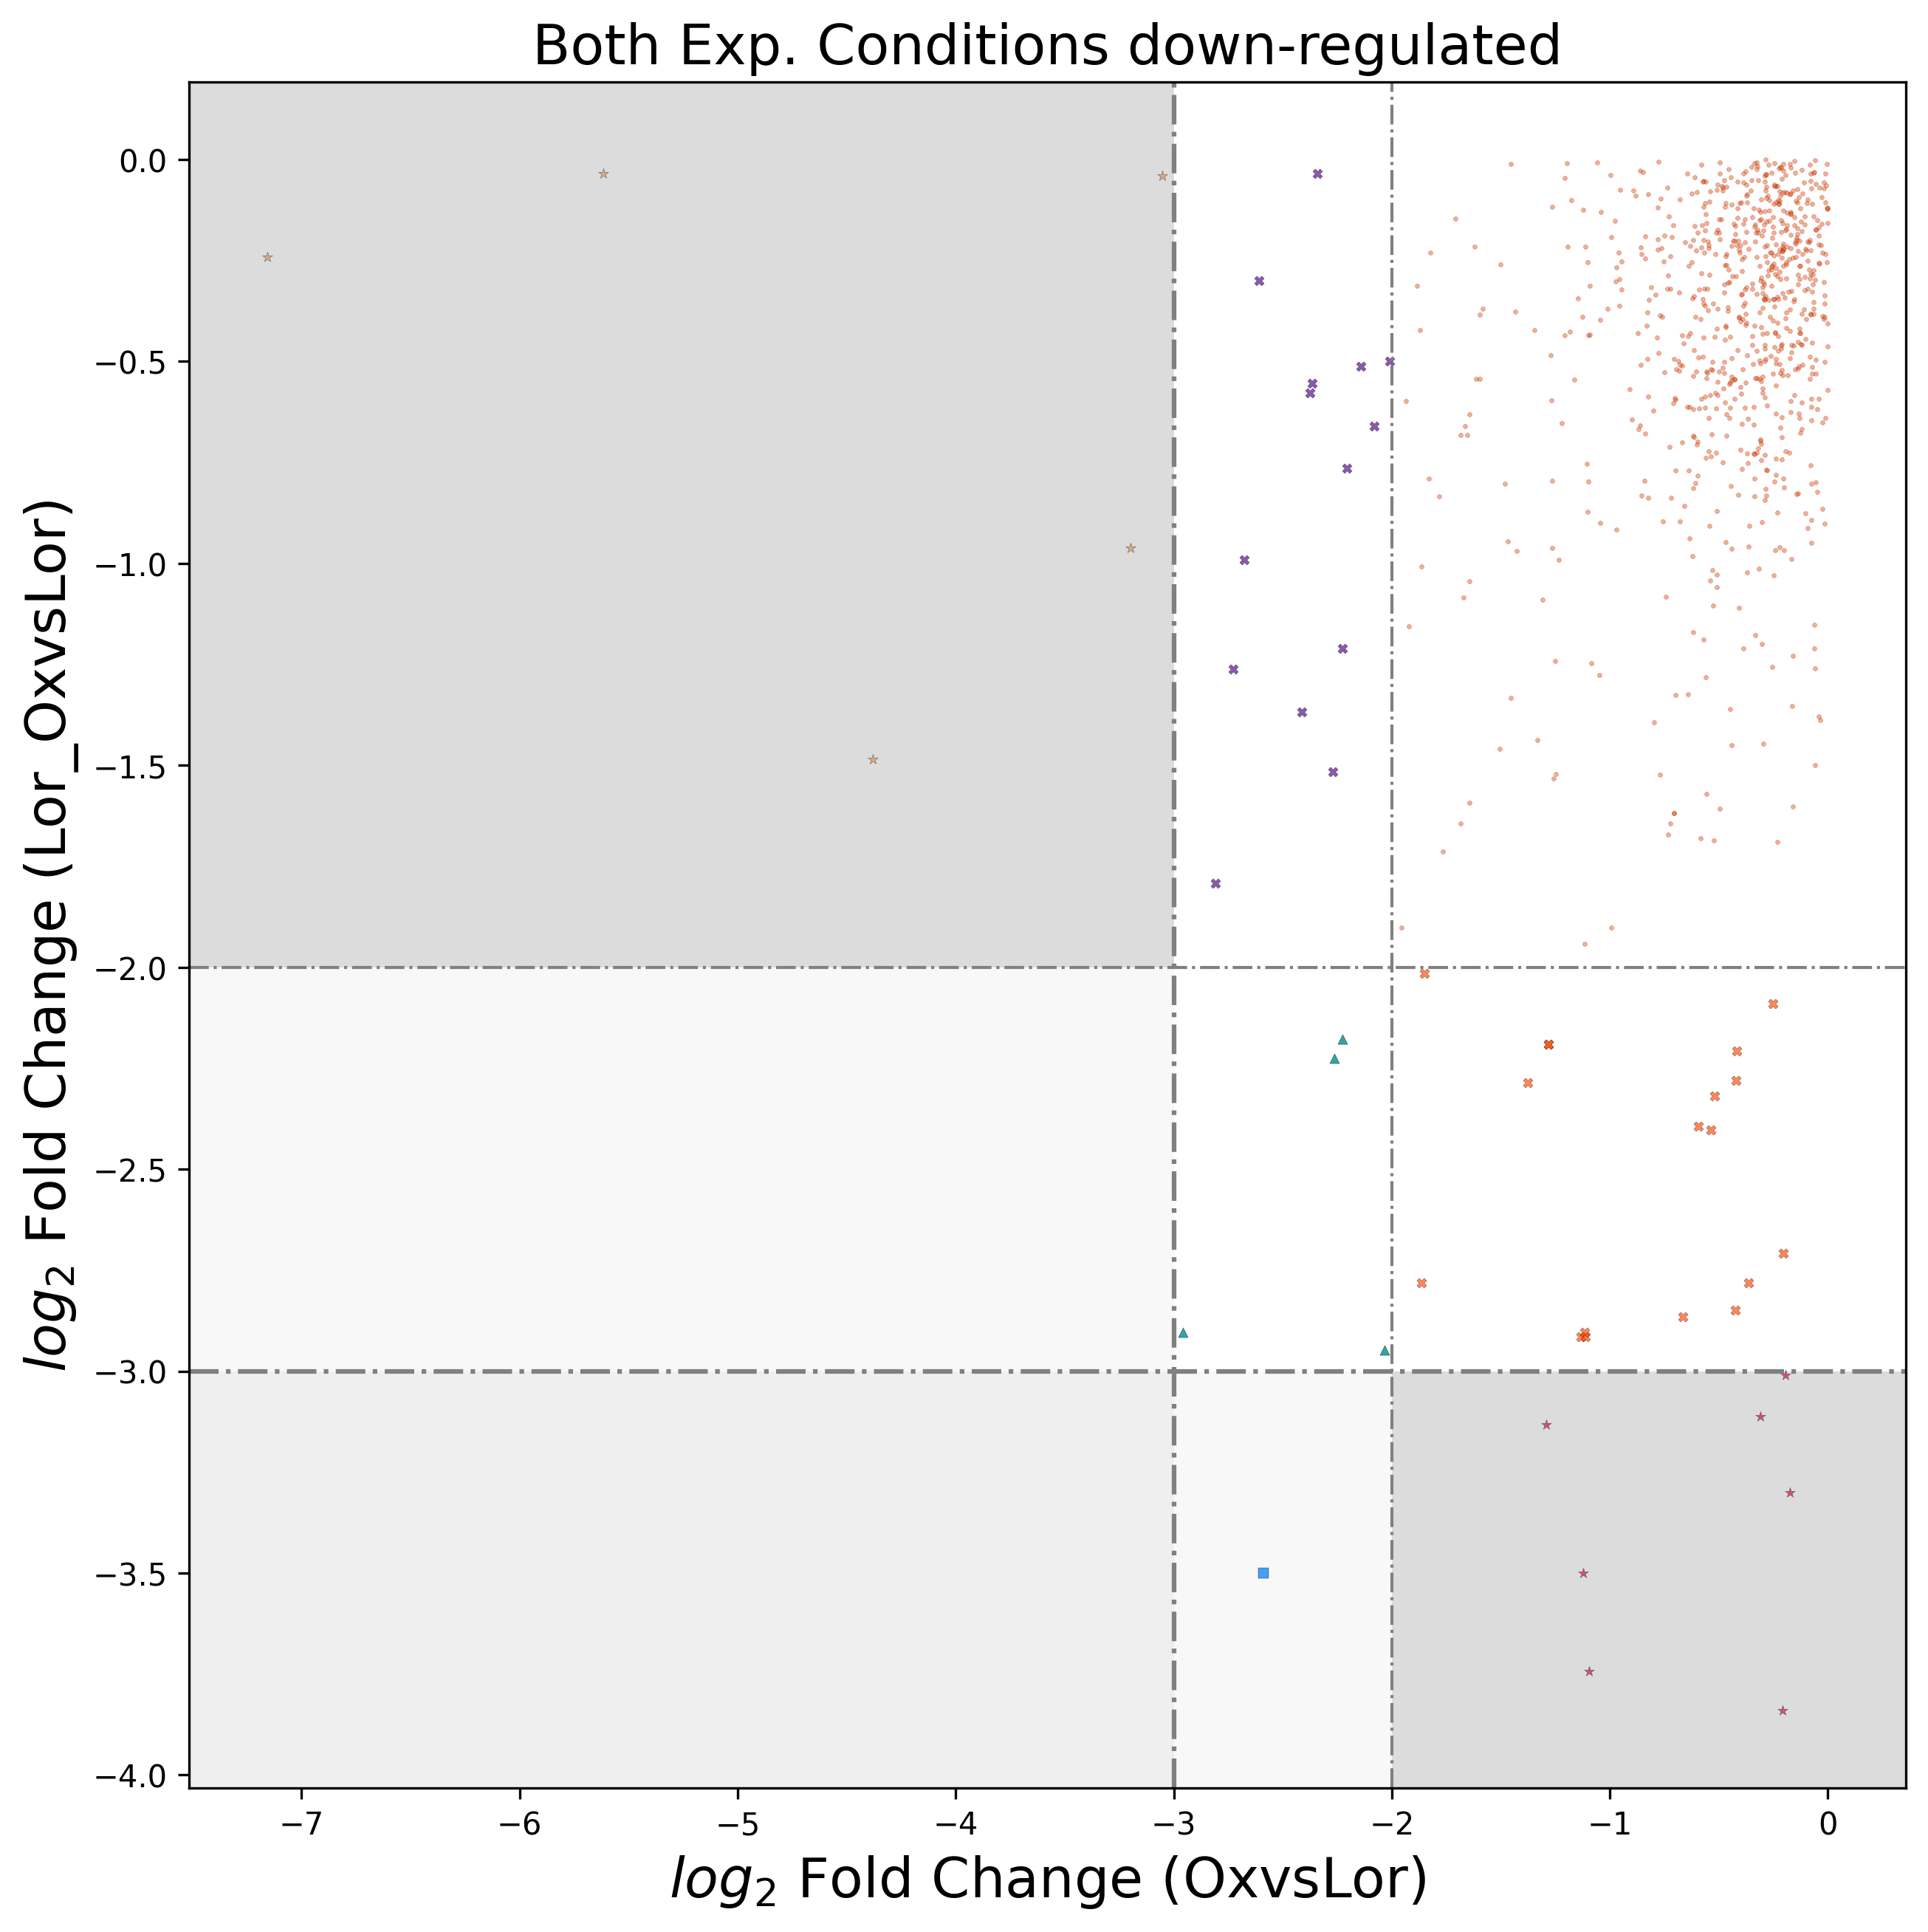 Both Exp. Conditions down-regulated
log₂ Fold Change (Lor_OxvsLor)
0.0
−0.5
−1.0
−1.5
−2.0
−2.5
−3.0
−3.5
−4.0
−7 −6 −5 −4 −3 −2 −1 0
log₂ Fold Change (OxvsLor)